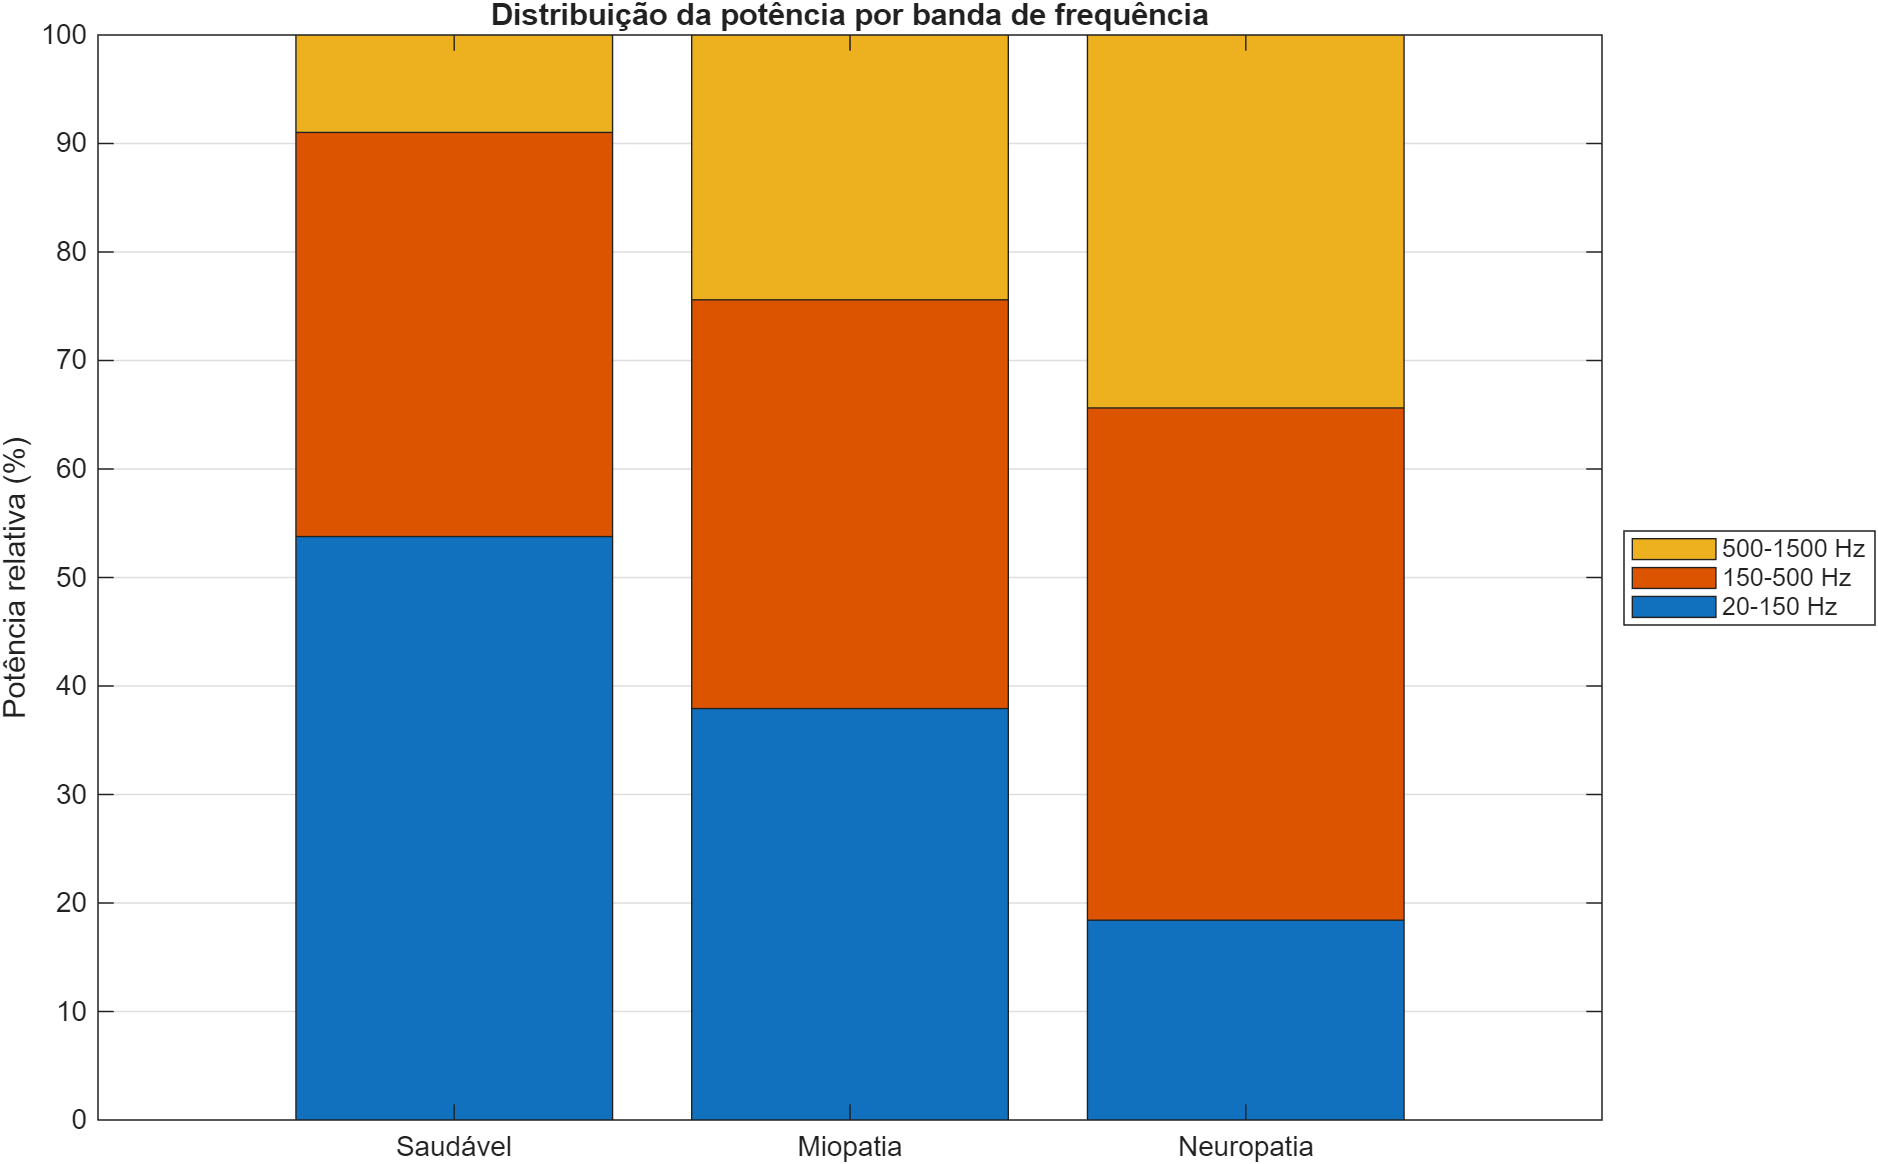 Distribuição da potência por banda de frequência
Potência relativa (%)
100
90
80
70
60
50
40
30
20
10
0
Saudável
Miopatia
Neuropatia
500-1500 Hz
150-500 Hz
20-150 Hz